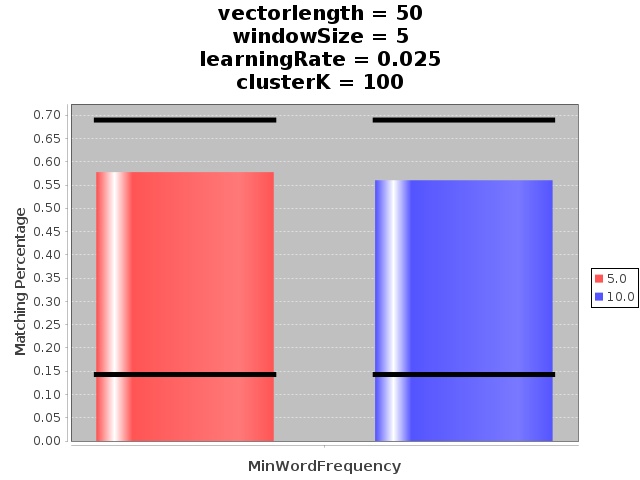 vectorlength = 50
windowSize = 5
learningRate = 0.025
clusterK = 100
Matching Percentage
0.70
0.65
0.60
0.55
0.50
0.45
0.40
0.35
0.30
0.25
0.20
0.15
0.10
0.05
0.00
5.0
10.0
MinWordFrequency